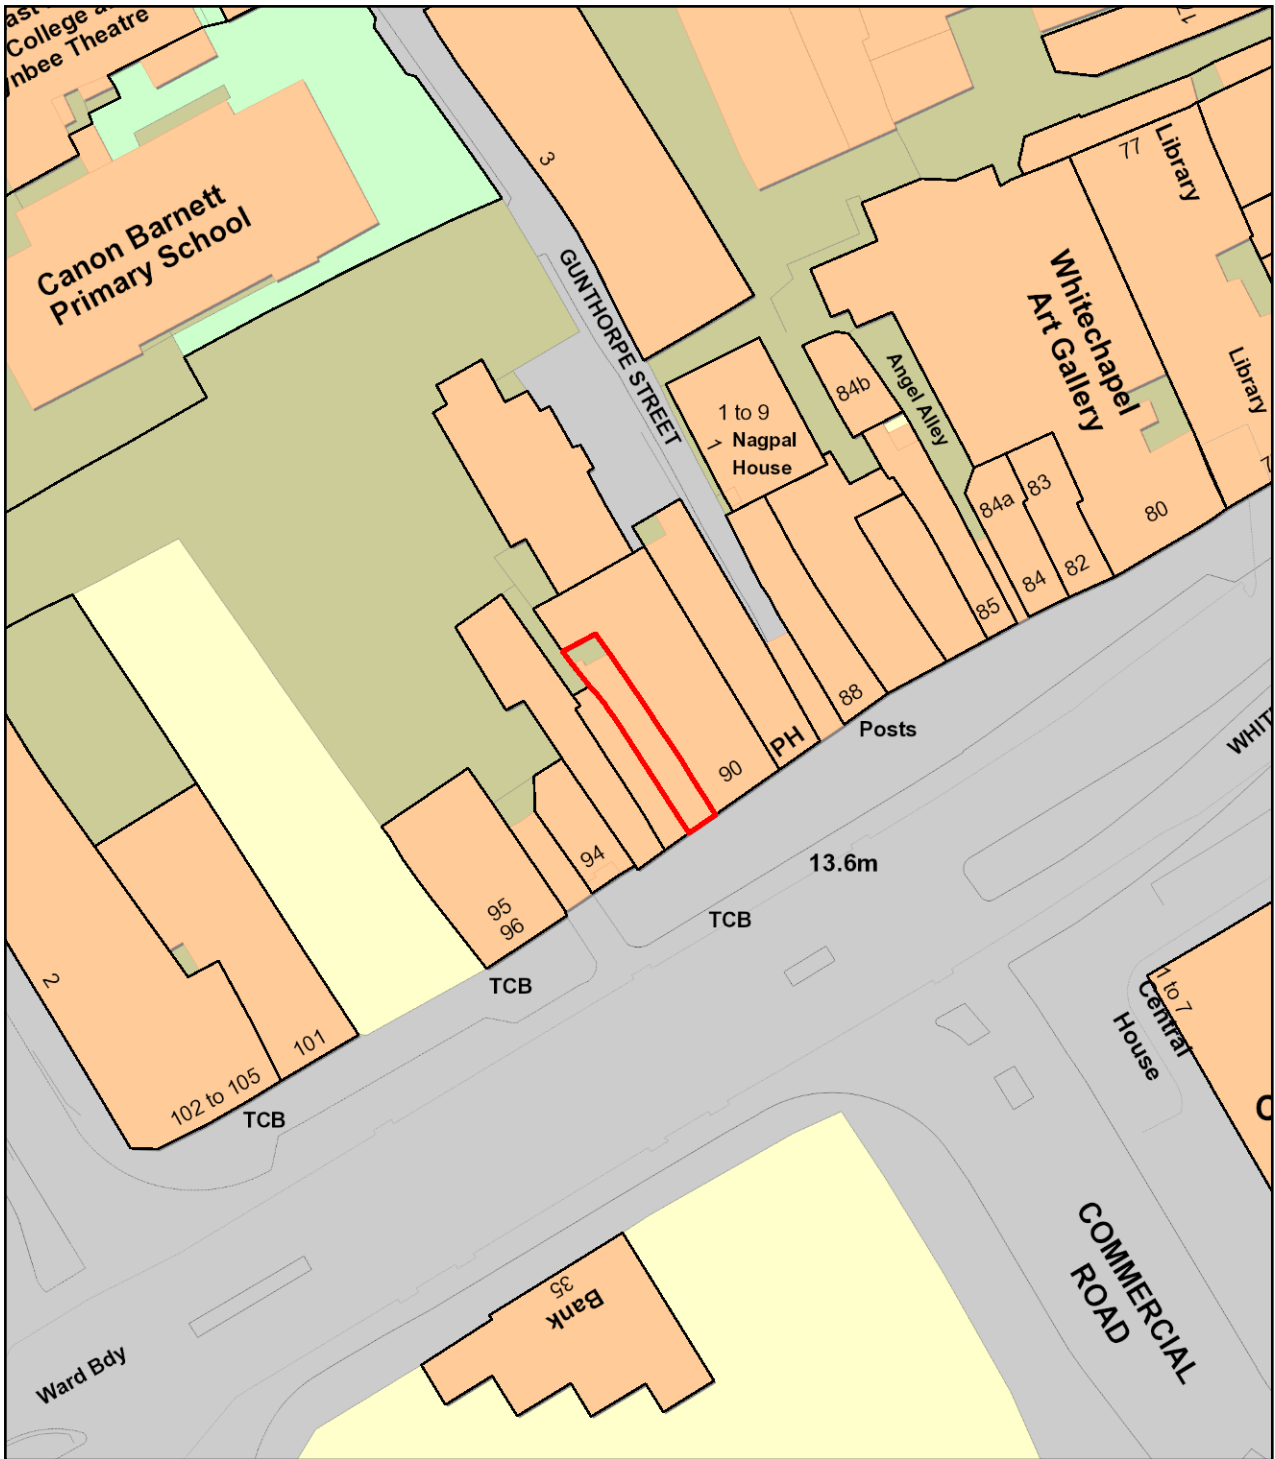 College a
nbee Theatre
Canon Barnett
Primary School
3
GUNTHORPE STREET
77
Library
Whitechapel
Art Gallery
Library
84b
Angel Alley
1 to 9
1
Nagpal
House
84a
83
80
84
82
85
88
Posts
PH
90
WHIT
13.6m
TCB
94
95
96
TCB
2
101
102 to 105
TCB
1 to 7
Central
House
COMMERCIAL
ROAD
35
Bank
Ward Bdy